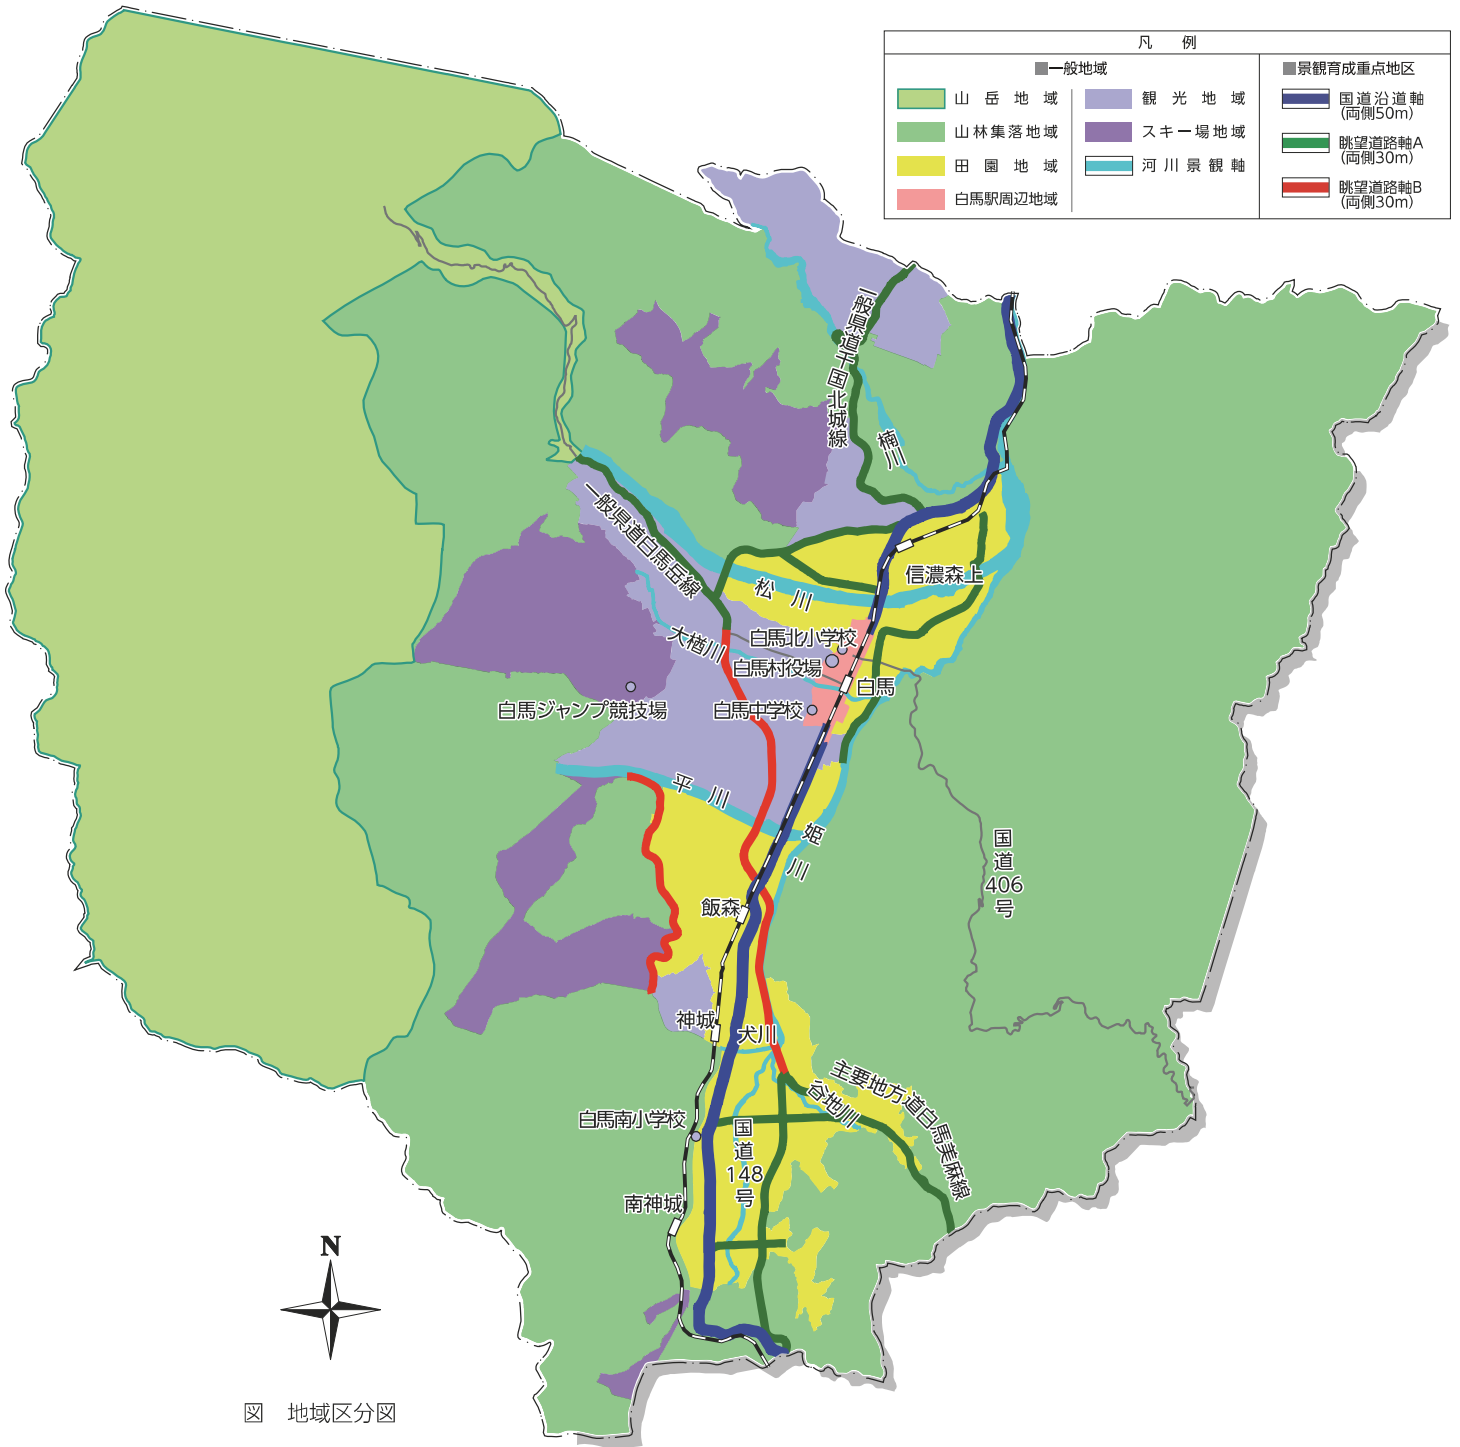 凡 例
■一般地域
山岳地域
山林集落地域
田園地域
白馬駅周辺地域
観光地域
スキー場地域
河川景観軸
■景観育成重点地区
国道沿道軸
(両側50m)
眺望道路軸A
(両側30m)
眺望道路軸B
(両側30m)
一般県道千国北城線
楠川
一般県道白馬岳線
松川
信濃森上
大楢川
白馬北小学校
白馬村役場
白馬
白馬中学校
白馬ジャンプ競技場
平川
姫川
国道406号
飯森
神城
犬川
主要地方道白馬美麻線
谷地川
白馬南小学校
国道148号
南神城
N
図 地域区分図